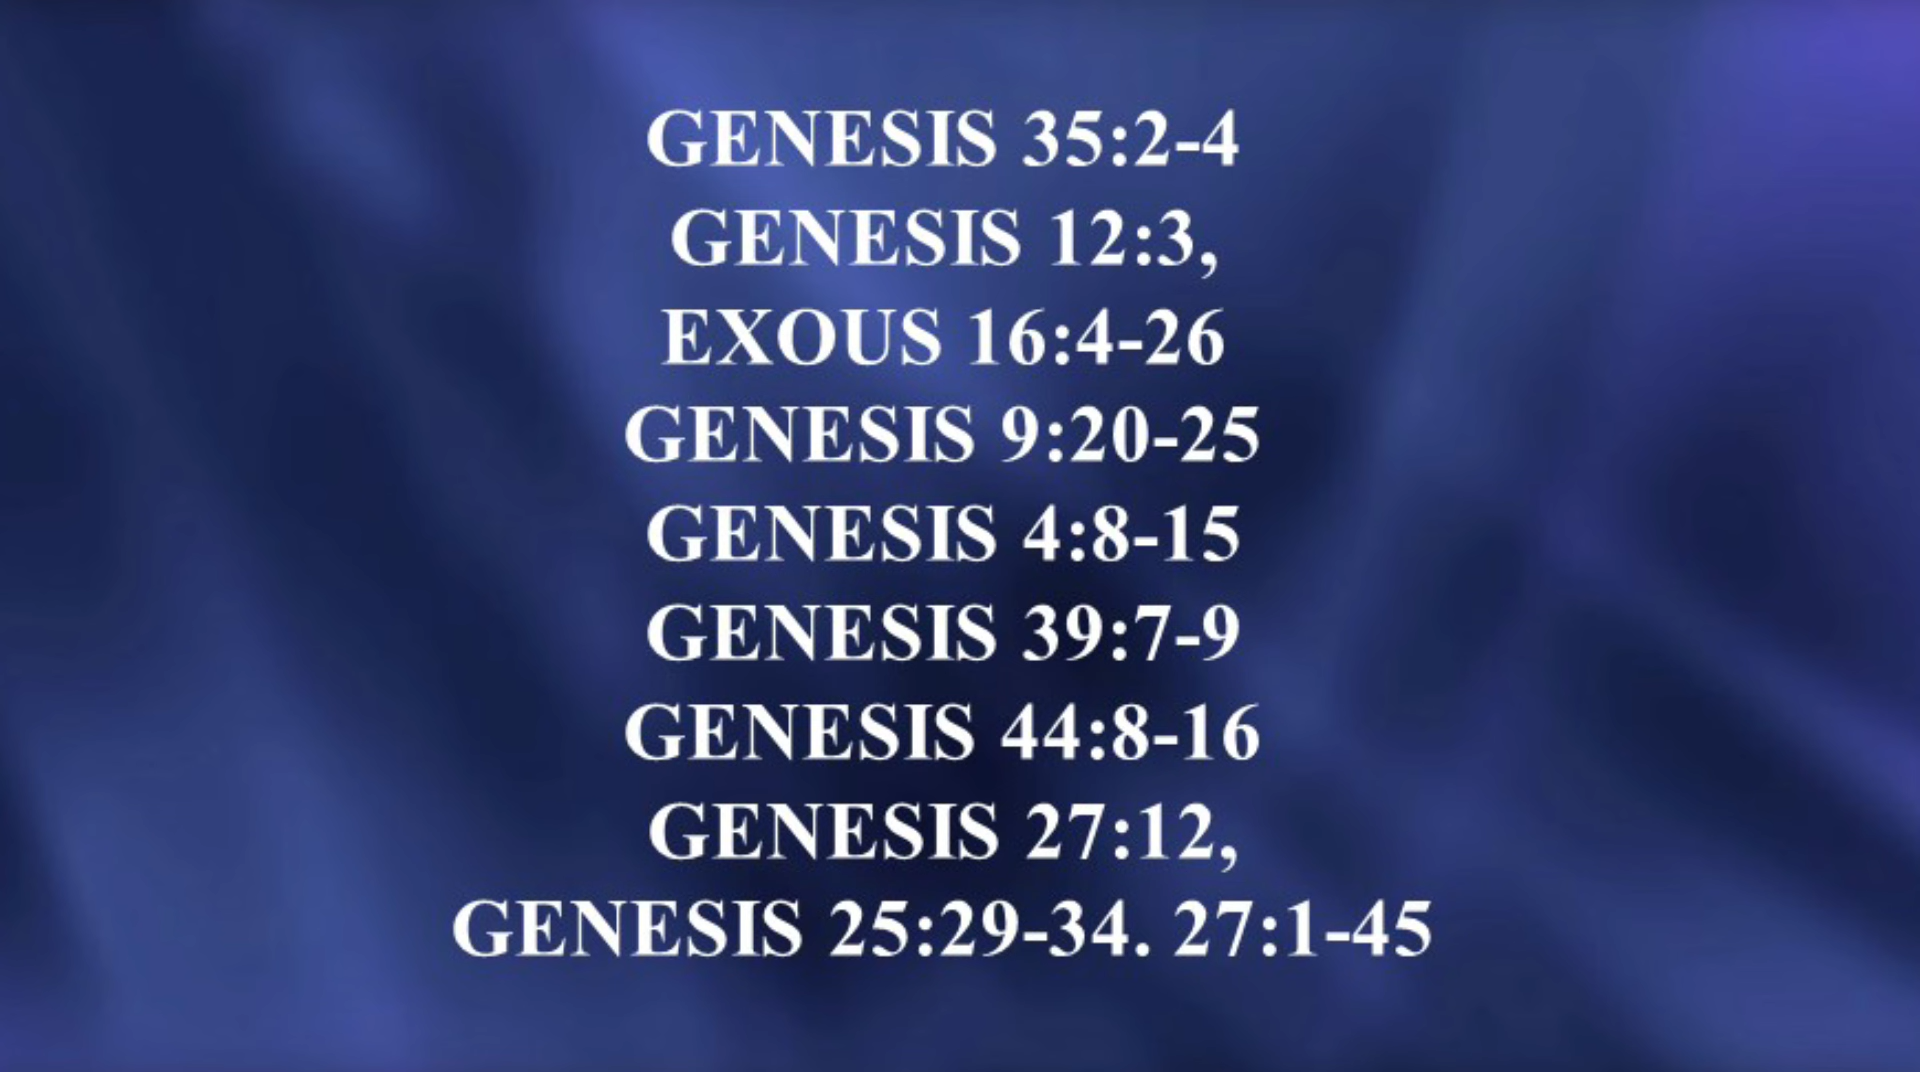 GENESIS 35:2-4
GENESIS 12:3,
EXOUS 16:4-26
GENESIS 9:20-25
GENESIS 4:8-15
GENESIS 39:7-9
GENESIS 44:8-16
GENESIS 27:12,
GENESIS 25:29-34. 27:1-45